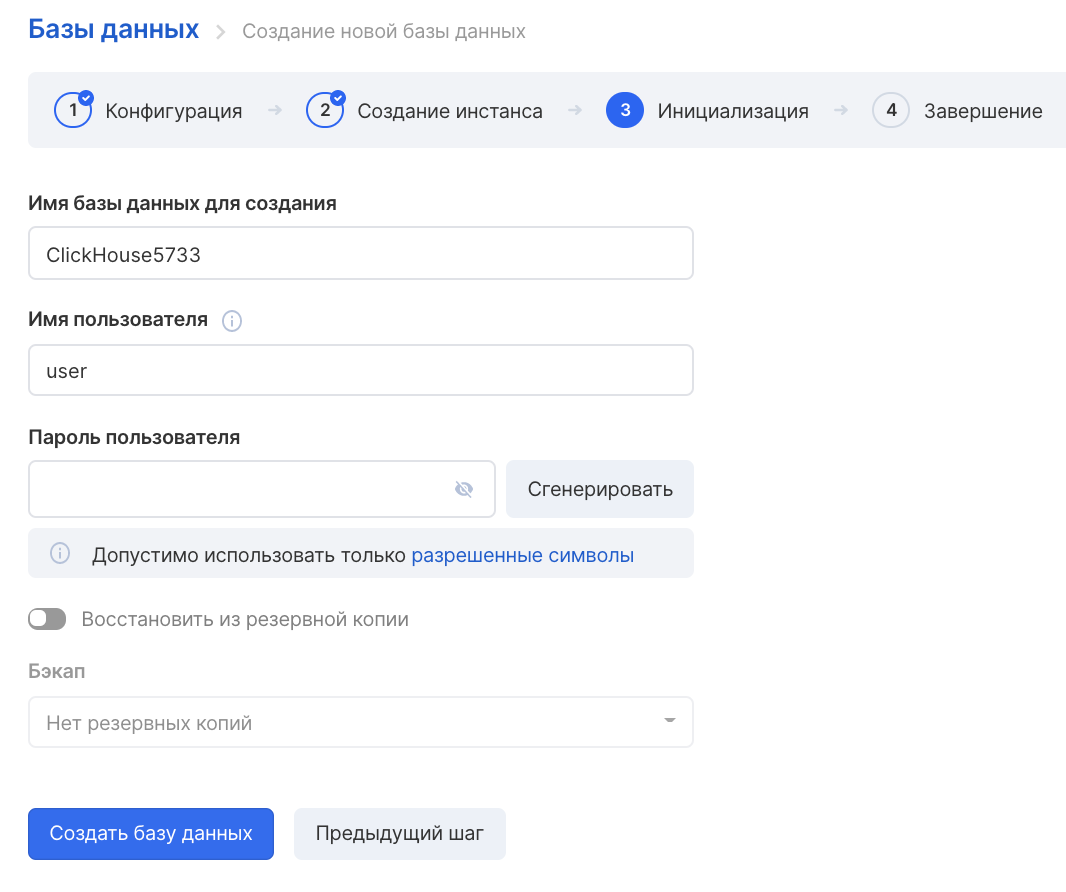 Базы данных > Создание новой базы данных
1 Конфигурация → 2 Создание инстанса → 3 Инициализация → 4 Завершение
Имя базы данных для создания
ClickHouse5733
Имя пользователя
user
Пароль пользователя
Сгенерировать
Допустимо использовать только разрешенные символы
Восстановить из резервной копии
Бэкап
Нет резервных копий
Создать базу данных Предыдущий шаг